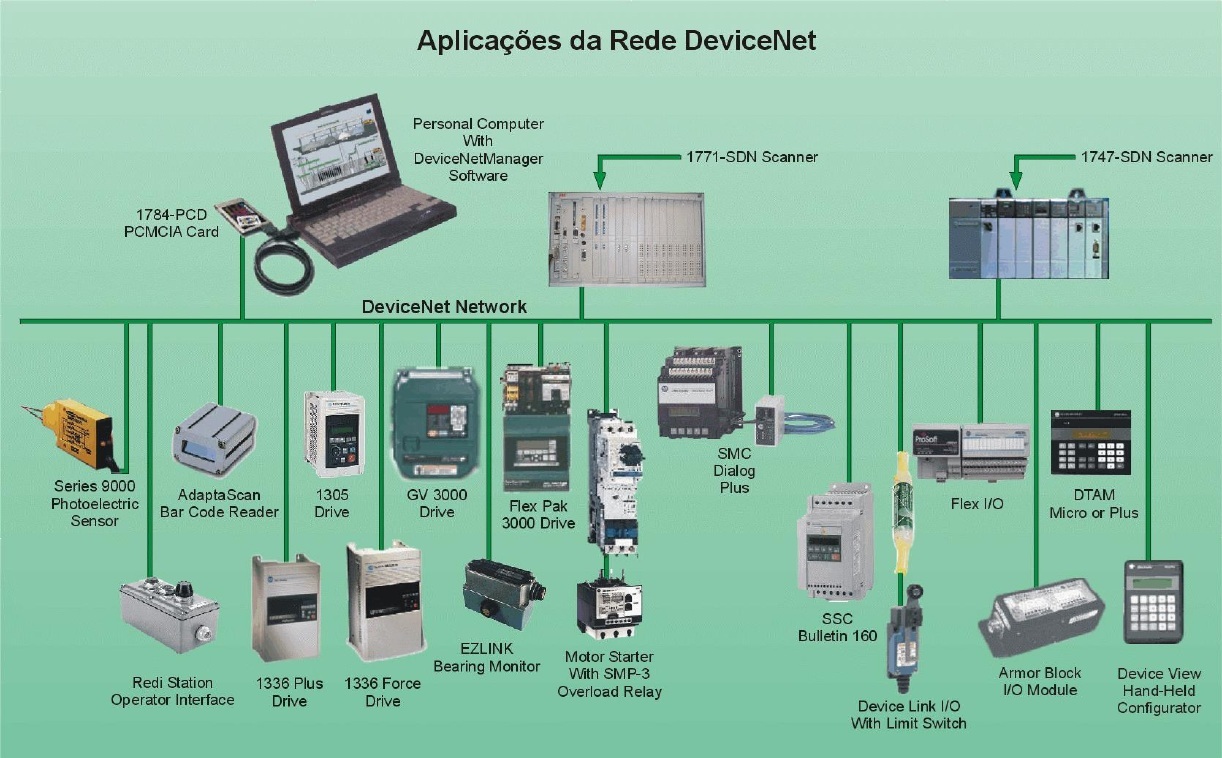 Aplicações da Rede DeviceNet
Personal Computer
With
DeviceNetManager
Software
1771-SDN Scanner
1747-SDN Scanner
1784-PCD
PCMCIA Card
DeviceNet Network
Series 9000
Photoelectric
Sensor
AdaptaScan
Bar Code Reader
1305
Drive
GV 3000
Drive
Flex Pak
3000 Drive
SMC
Dialog
Plus
ProSoft
Flex I/O
DTAM
Micro or Plus
Redi Station
Operator Interface
1336 Plus
Drive
1336 Force
Drive
EZLINK
Bearing Monitor
Motor Starter
With SMP-3
Overload Relay
SSC
Bulletin 160
Device Link I/O
With Limit Switch
Armor Block
I/O Module
Device View
Hand-Held
Configurator